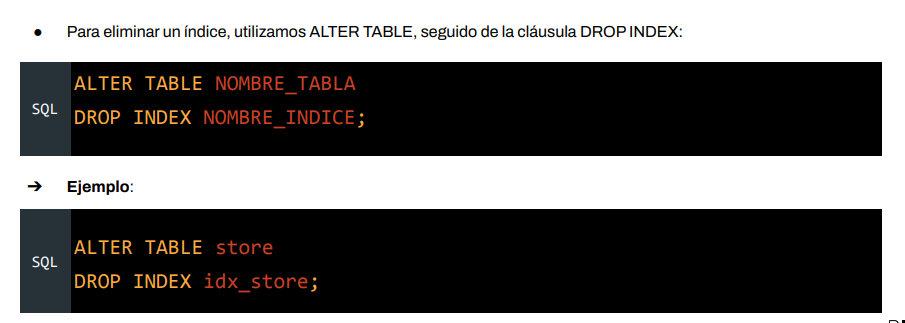 ● Para eliminar un índice, utilizamos ALTER TABLE, seguido de la cláusula DROP INDEX:
SQL
ALTER TABLE NOMBRE_TABLA
DROP INDEX NOMBRE_INDICE;
➔ Ejemplo:
SQL
ALTER TABLE store
DROP INDEX idx_store;